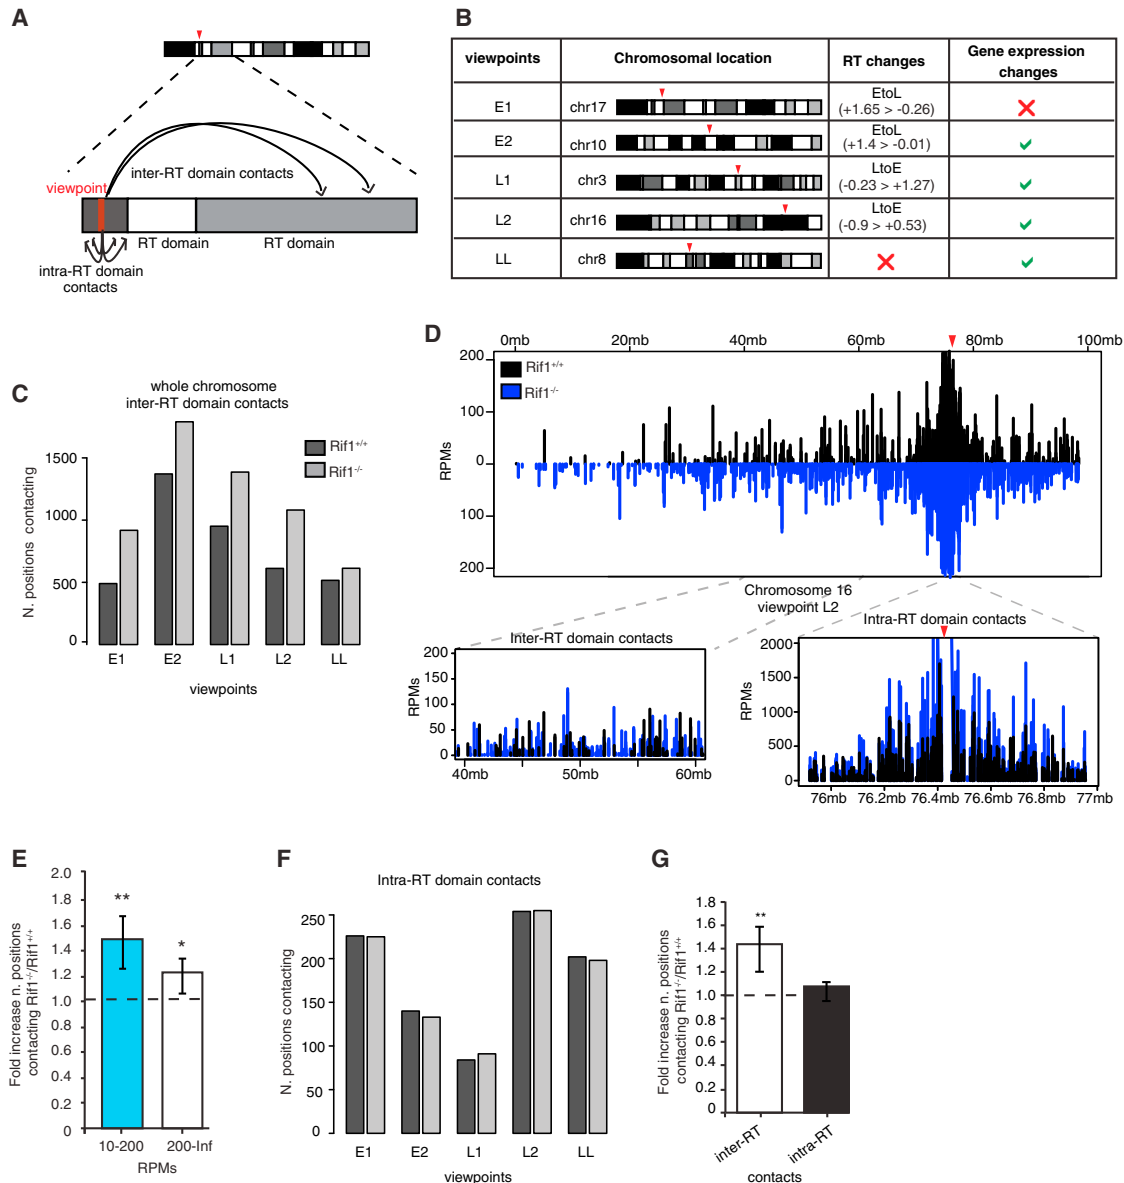 A
viewpoint
inter-RT domain contacts
RT domain
RT domain
intra-RT domain
contacts
B
viewpoints
Chromosomal location
RT changes
Gene expression
changes
E1
chr17
EtoL
(+1.65 > -0.26)
E2
chr10
EtoL
(+1.4 > -0.01)
L1
chr3
LtoE
(-0.23 > +1.27)
L2
chr16
LtoE
(-0.9 > +0.53)
LL
chr8
C
whole chromosome
inter-RT domain contacts
Rif1+/+
Rif1-/-
N. positions contacting
1500
1000
500
0
E1 E2 L1 L2 LL
viewpoints
D
0mb 20mb 40mb 60mb 80mb 100mb
Rif1+/+
Rif1-/-
RPMs
200
100
0
100
200
Chromosome 16
viewpoint L2
Inter-RT domain contacts
RPMs
200
150
100
50
0
40mb 50mb 60mb
Intra-RT domain contacts
RPMs
2000
1000
500
0
76mb 76.2mb 76.4mb 76.6mb 76.8mb 77mb
E
Fold increase n. positions
contacting Rif1-/-/Rif1+/+
2.0
1.8
1.6
1.4
1.2
1.0
0.8
0.6
0.4
0.2
0
**
*
10-200 200-Inf
RPMs
F
Intra-RT domain contacts
N. positions contacting
250
200
150
100
50
0
E1 E2 L1 L2 LL
viewpoints
G
Fold increase n. positions
contacting Rif1-/-/Rif1+/+
1.8
1.6
1.4
1.2
1.0
0.8
0.6
0.4
0.2
0
**
inter-RT intra-RT
contacts